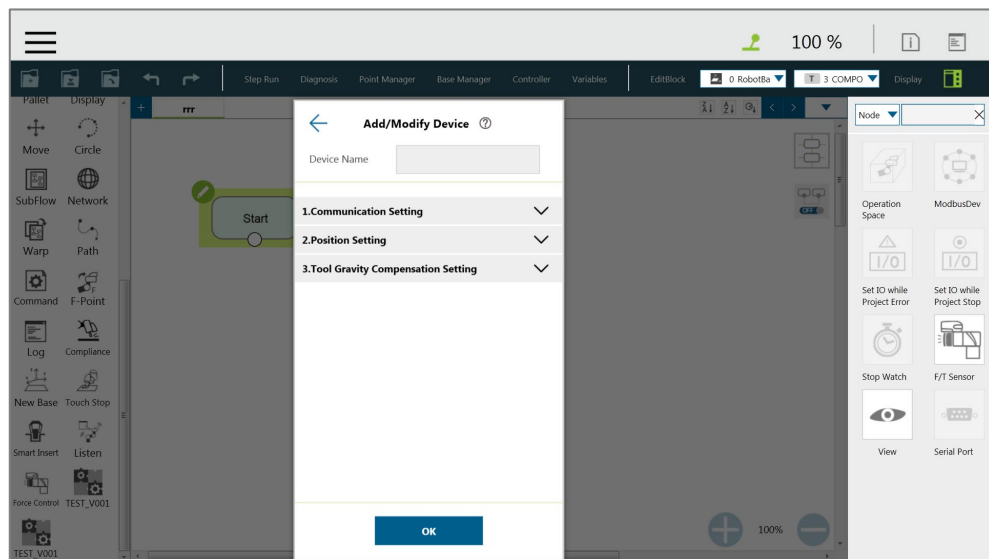 100 %
Step Run Diagnosis Point Manager Base Manager Controller Variables EditBlock 0 RobotBa T 3 COMPO Display
Pallet Display
+ rrr
Move Circle
SubFlow Network
Warp Path
Command F-Point
Log Compliance
New Base Touch Stop
Smart Insert Listen
Force Control TEST_V001
TEST_V001
Start
Add/Modify Device
Device Name
1.Communication Setting
2.Position Setting
3.Tool Gravity Compensation Setting
OK
OFF
100%
Node
Operation Space
ModbusDev
I/O
I/O
Set IO while Project Error
Set IO while Project Stop
Stop Watch
F/T Sensor
View
Serial Port